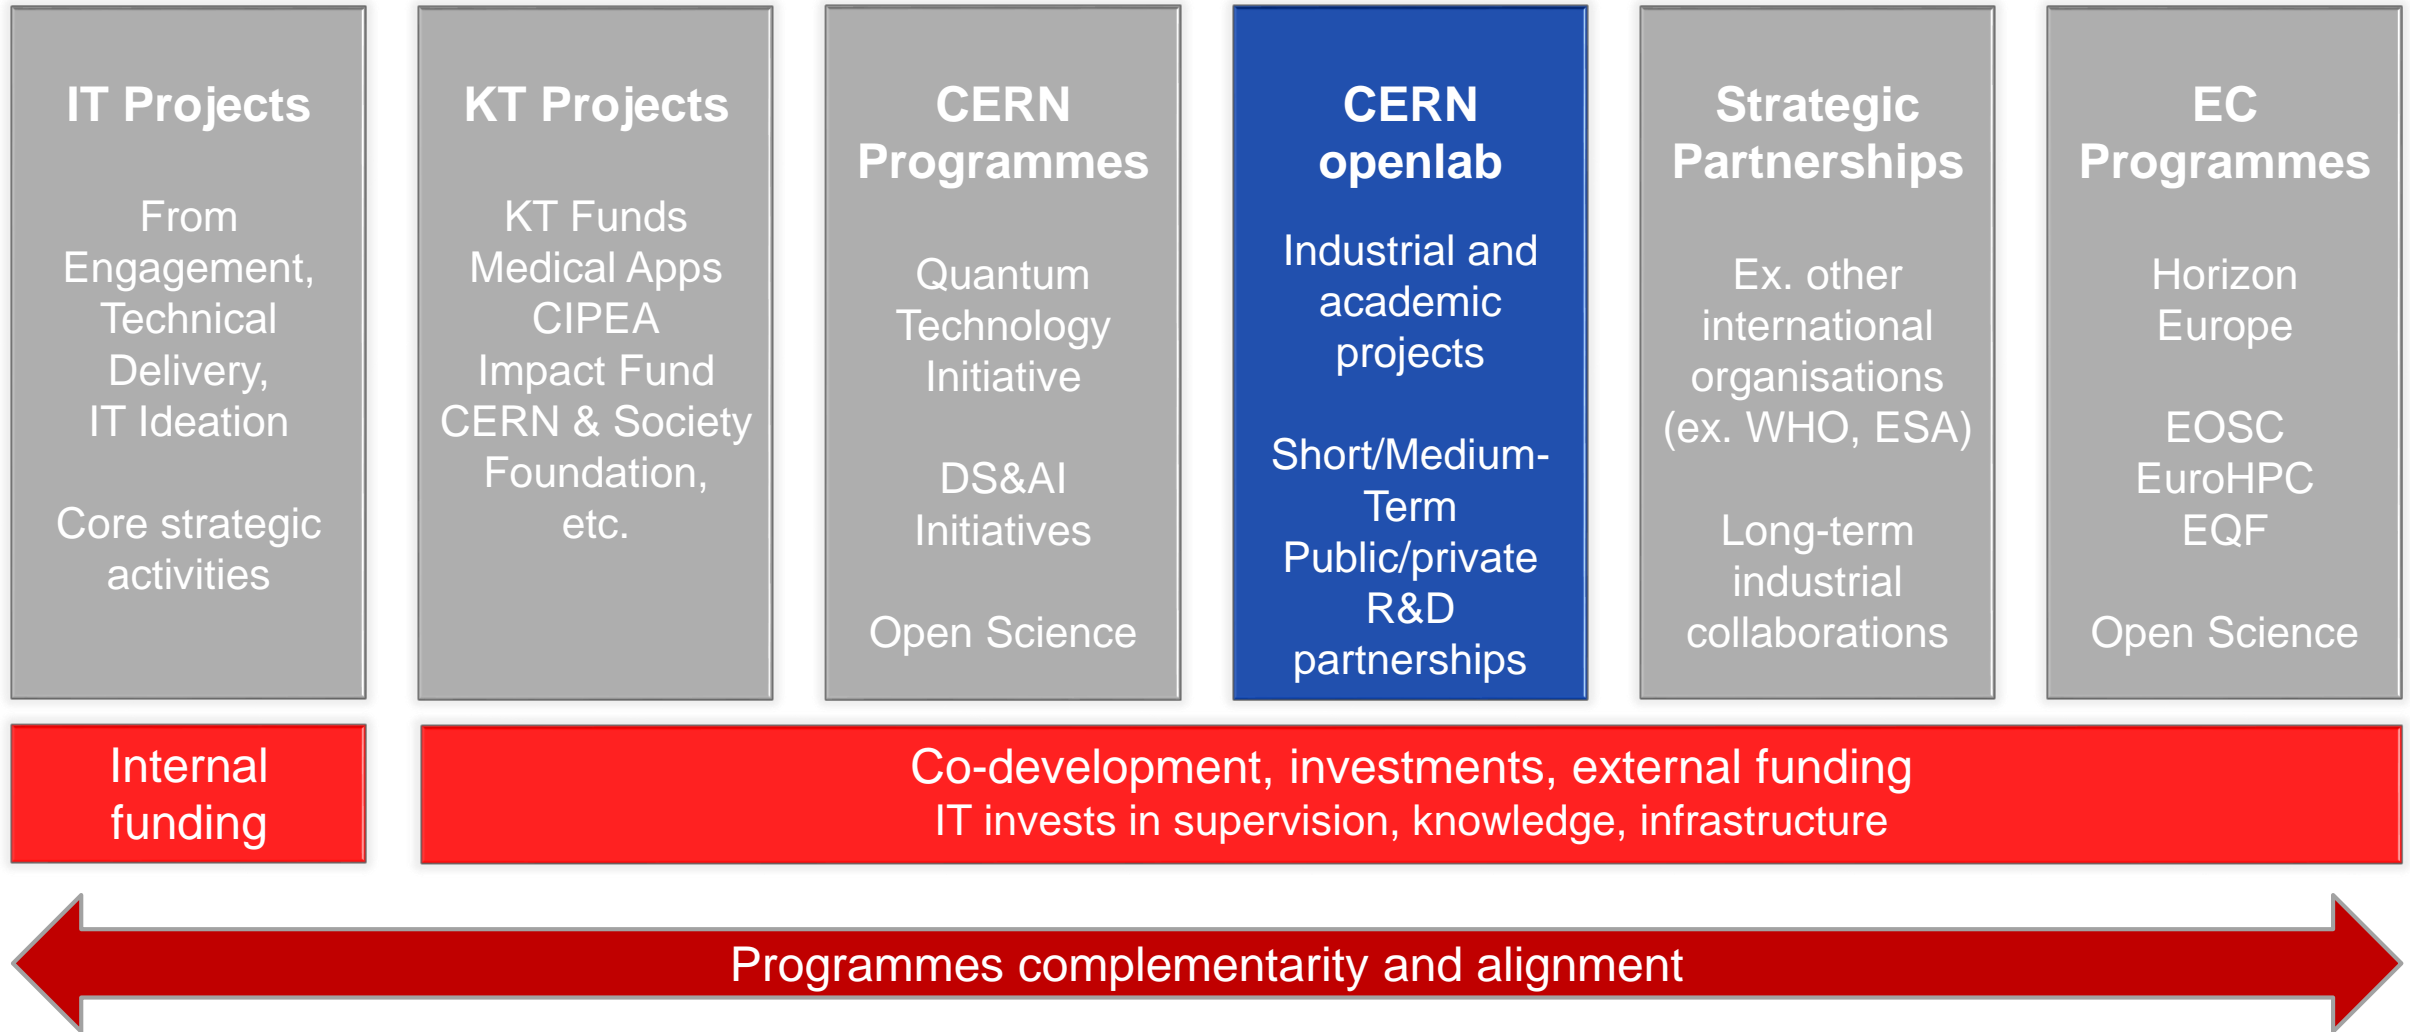 IT Projects
From
Engagement,
Technical
Delivery,
IT Ideation
Core strategic
activities
KT Projects
KT Funds
Medical Apps
CIPEA
Impact Fund
CERN & Society
Foundation,
etc.
CERN
Programmes
Quantum
Technology
Initiative
DS&AI
Initiatives
Open Science
CERN
openlab
Industrial and
academic
projects
Short/Medium-
Term
Public/private
R&D
partnerships
Strategic
Partnerships
Ex. other
international
organisations
(ex. WHO, ESA)
Long-term
industrial
collaborations
EC
Programmes
Horizon
Europe
EOSC
EuroHPC
EQF
Open Science
Internal
funding
Co-development, investments, external funding
IT invests in supervision, knowledge, infrastructure
Programmes complementarity and alignment